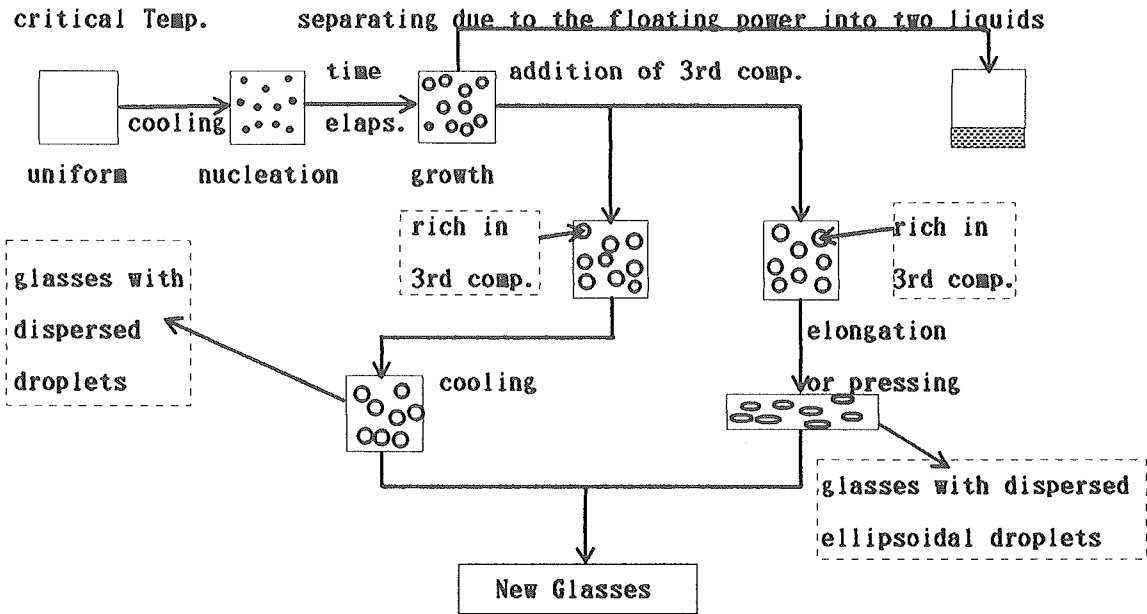 critical Temp.
separating due to the floating power into two liquids
time
addition of 3rd comp.
cooling
elaps.
uniform
nucleation
growth
rich in
3rd comp.
rich in
3rd comp.
glasses with
dispersed
droplets
elongation
or pressing
cooling
glasses with dispersed
ellipsoidal droplets
New Glasses